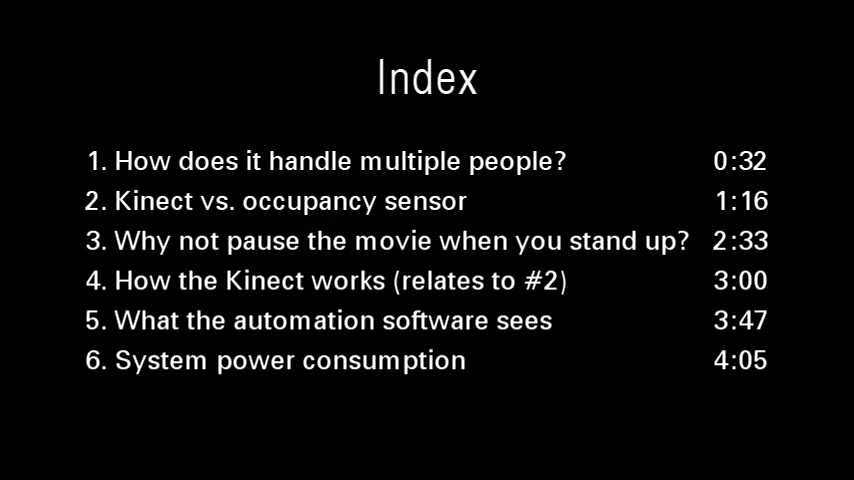 Index
1. How does it handle multiple people? 0:32
2. Kinect vs. occupancy sensor 1:16
3. Why not pause the movie when you stand up? 2:33
4. How the Kinect works (relates to #2) 3:00
5. What the automation software sees 3:47
6. System power consumption 4:05